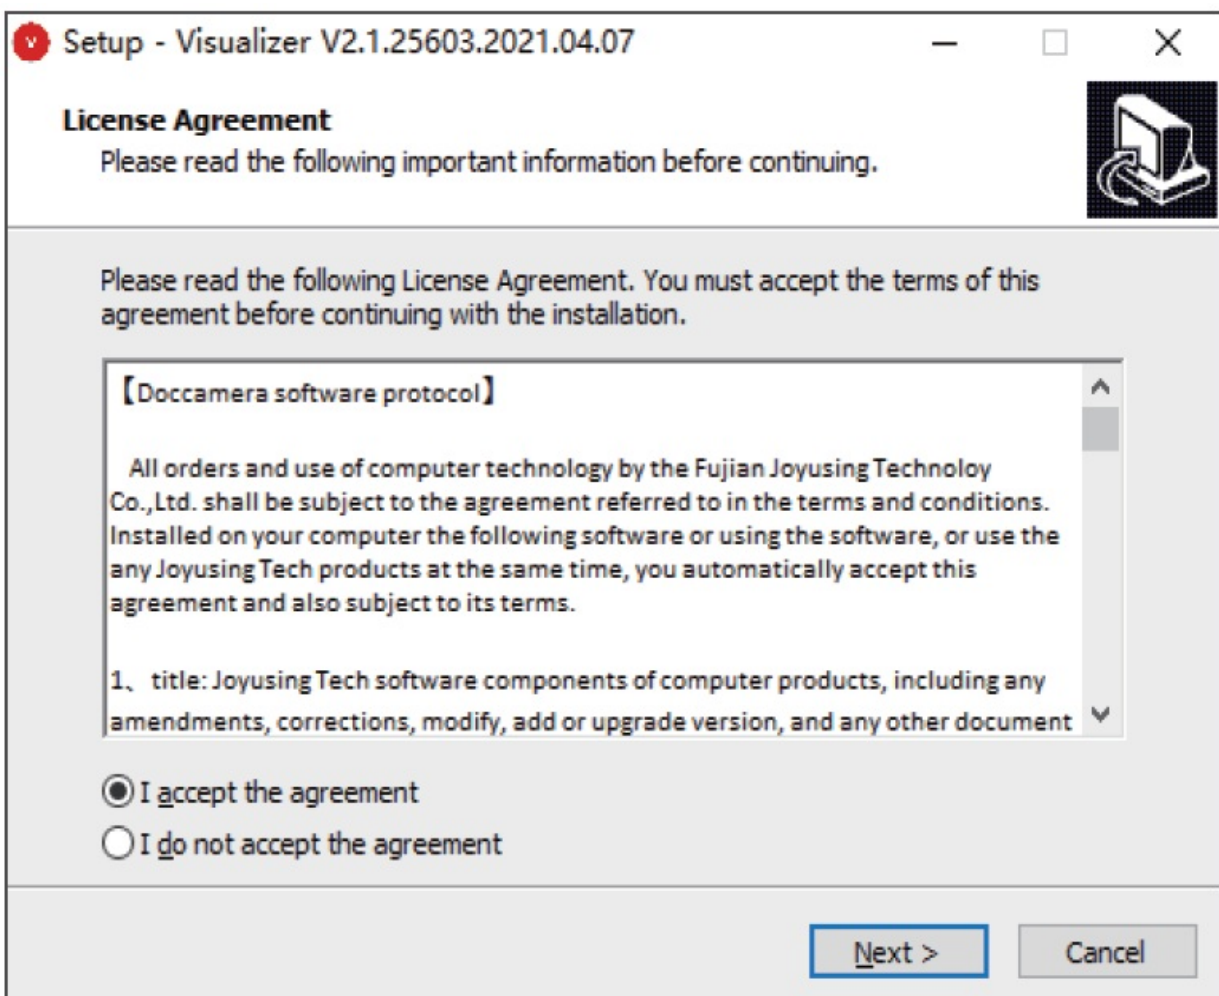 V
Setup - Visualizer V2.1.25603.2021.04.07
License Agreement
Please read the following important information before continuing.
Please read the following License Agreement. You must accept the terms of this
agreement before continuing with the installation.
【Doccamera software protocol】
All orders and use of computer technology by the Fujian Joyusing Technoloy
Co.,Ltd. shall be subject to the agreement referred to in the terms and conditions.
Installed on your computer the following software or using the software, or use the
any Joyusing Tech products at the same time, you automatically accept this
agreement and also subject to its terms.
1、 title: Joyusing Tech software components of computer products, including any
amendments, corrections, modify, add or upgrade version, and any other document
I accept the agreement
I do not accept the agreement
Next >
Cancel